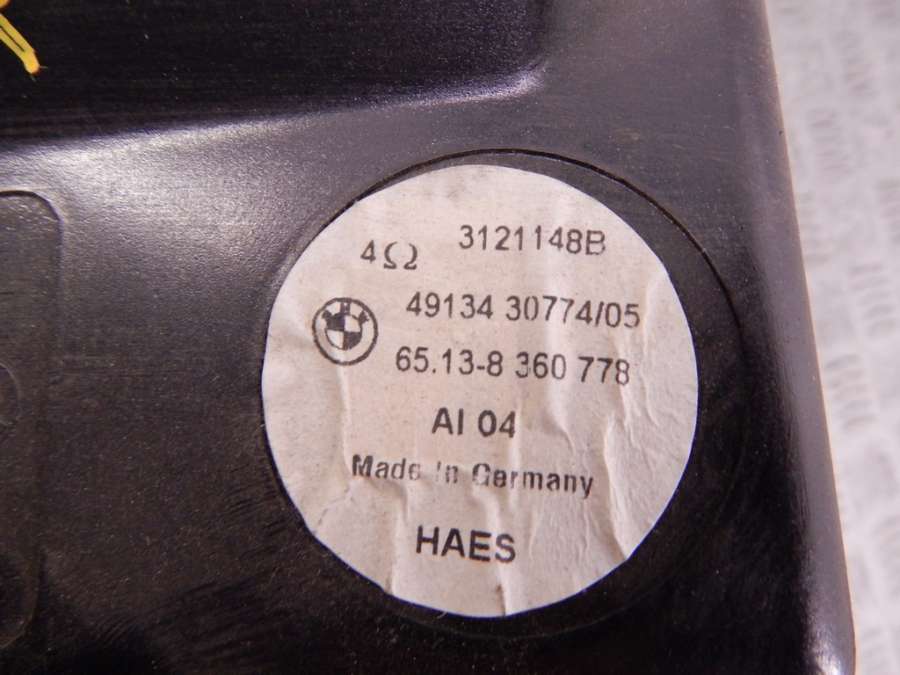 4Ω 3121148B
49134 30774/05
65.13-8 360 778
AI 04
Made In Germany
HAES